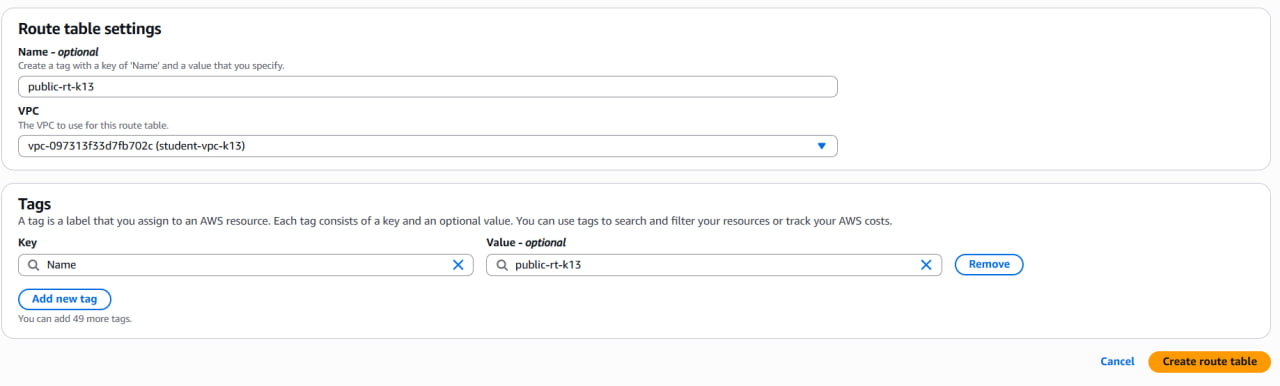 Route table settings
Name - optional
Create a tag with a key of 'Name' and a value that you specify.
public-rt-k13
VPC
The VPC to use for this route table.
vpc-097313f33d7fb702c (student-vpc-k13)
Tags
A tag is a label that you assign to an AWS resource. Each tag consists of a key and an optional value. You can use tags to search and filter your resources or track your AWS costs.
Key
Value - optional
Name
public-rt-k13
Remove
Add new tag
You can add 49 more tags.
Cancel
Create route table